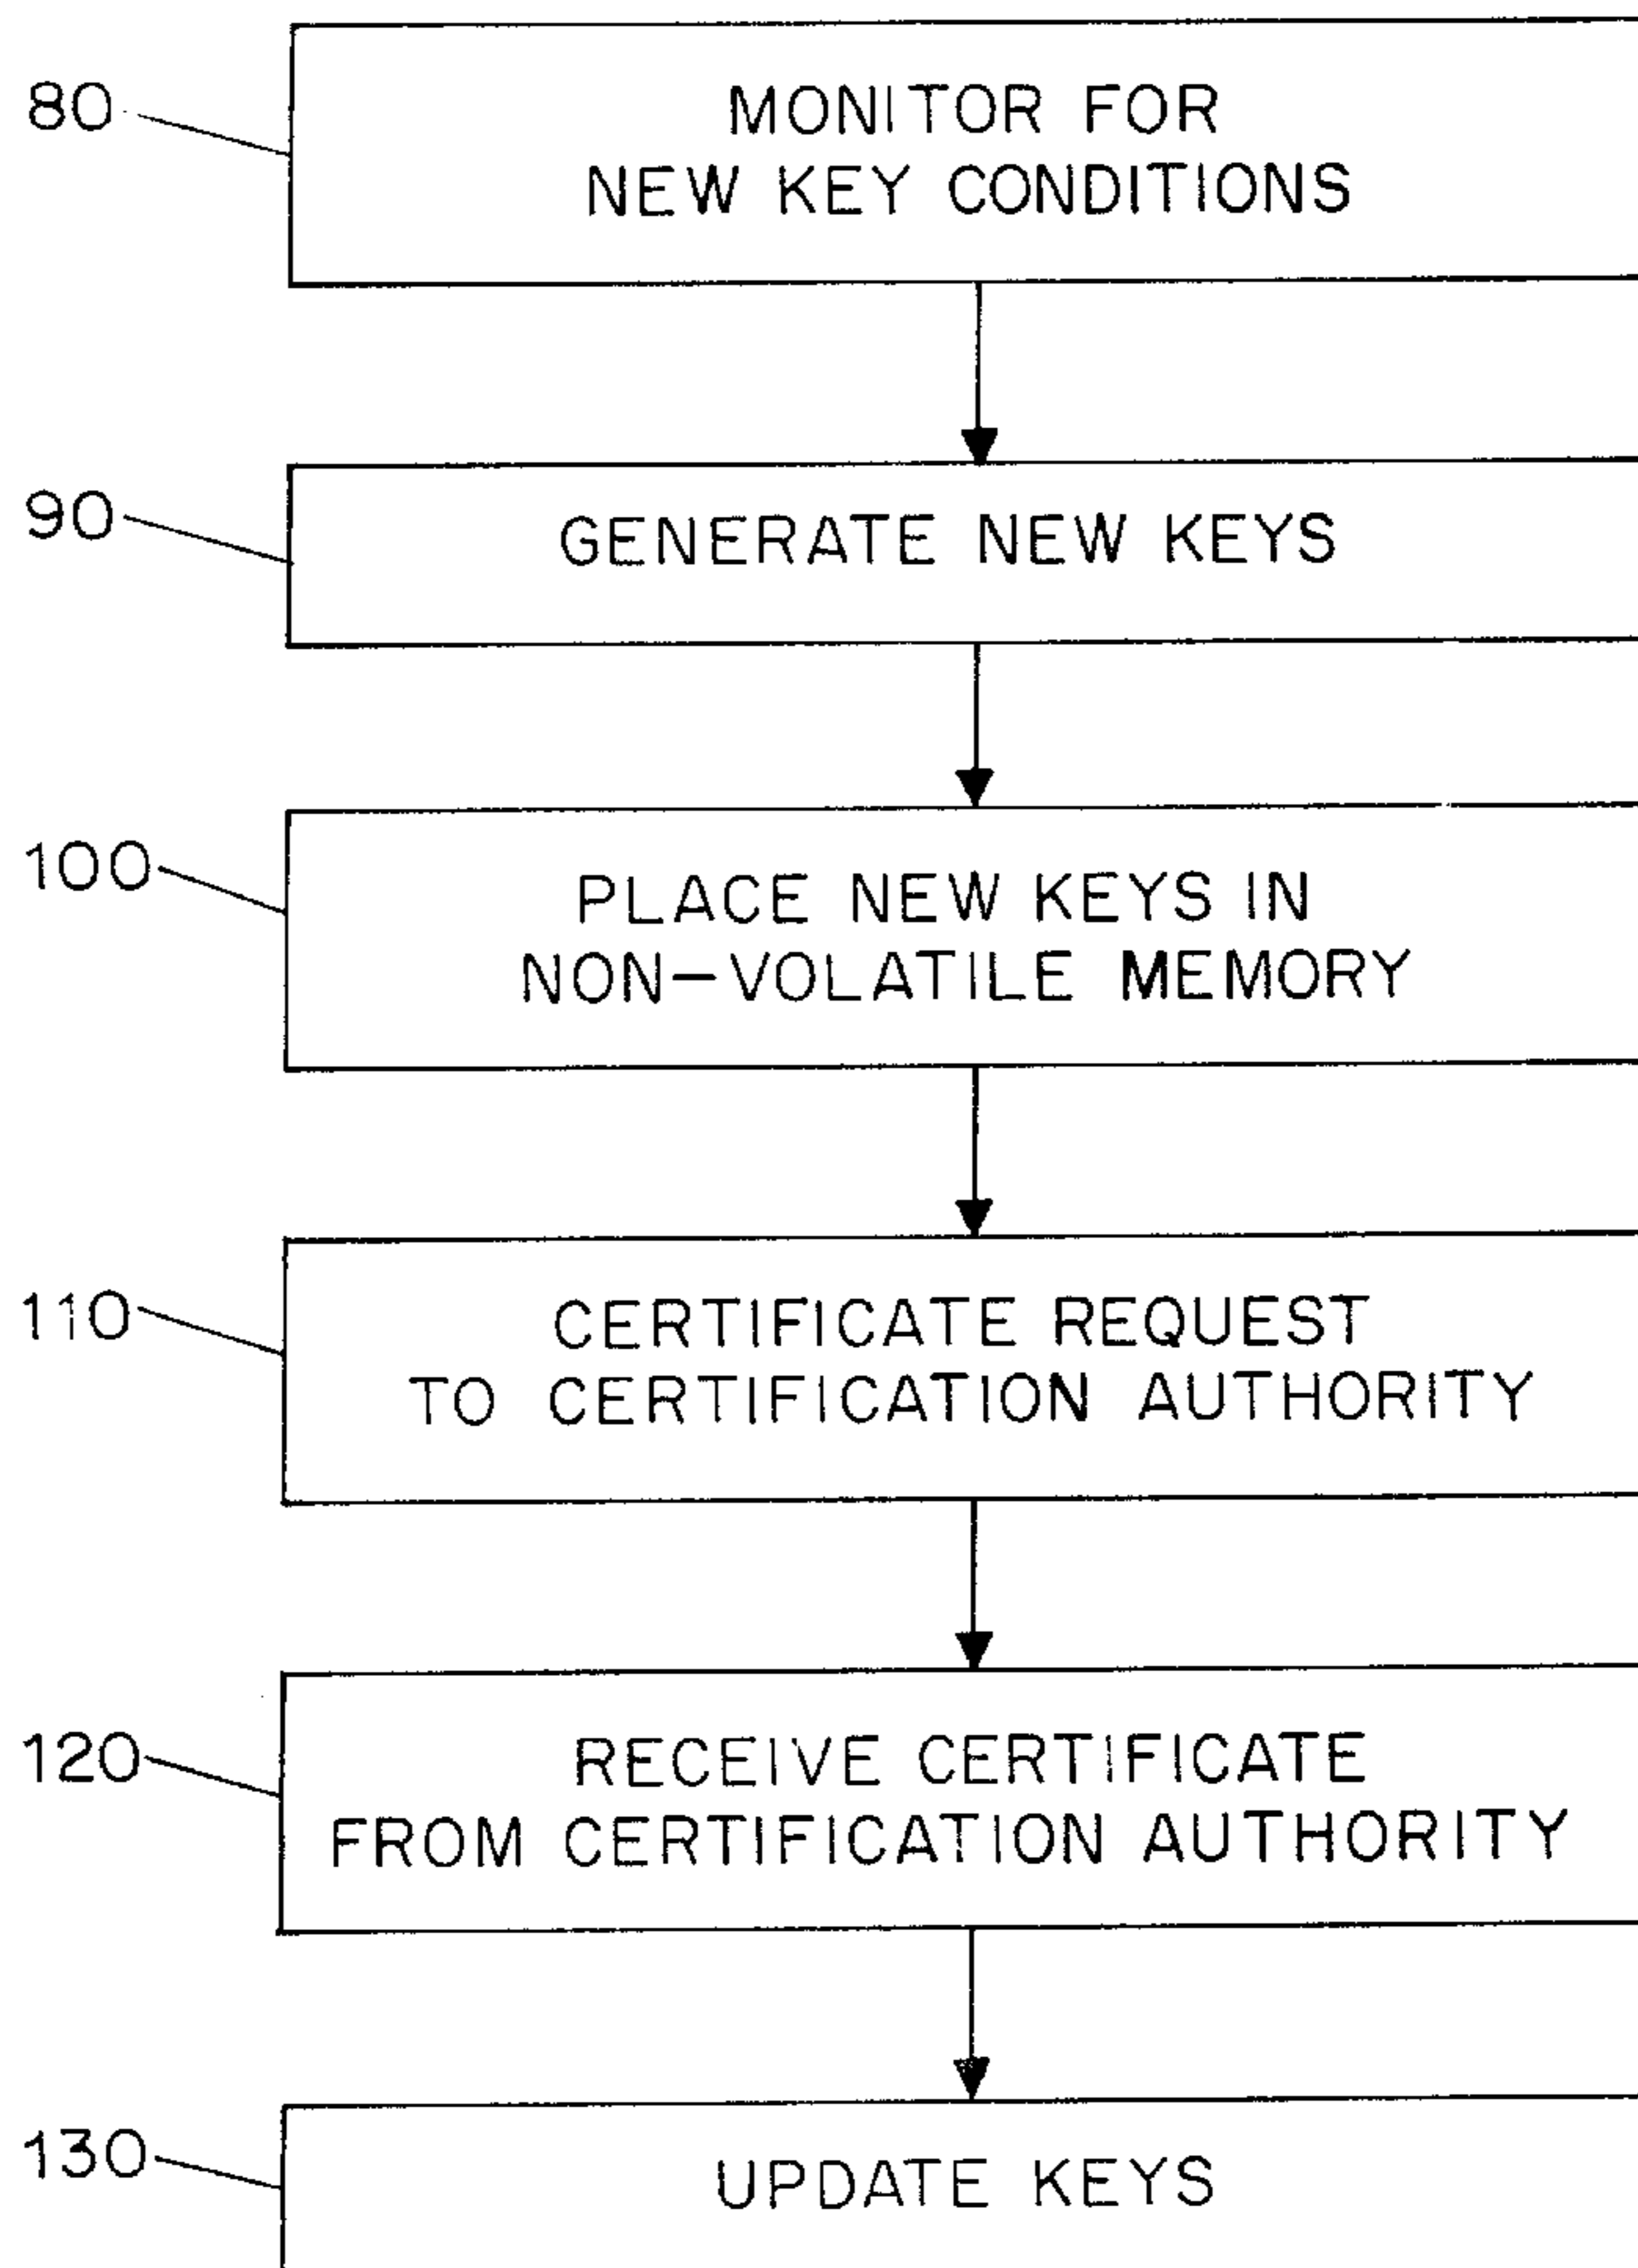 80
MONITOR FOR
NEW KEY CONDITIONS
90
GENERATE NEW KEYS
100
PLACE NEW KEYS IN
NON-VOLATILE MEMORY
110
CERTIFICATE REQUEST
TO CERTIFICATION AUTHORITY
120
RECEIVE CERTIFICATE
FROM CERTIFICATION AUTHORITY
130
UPDATE KEYS